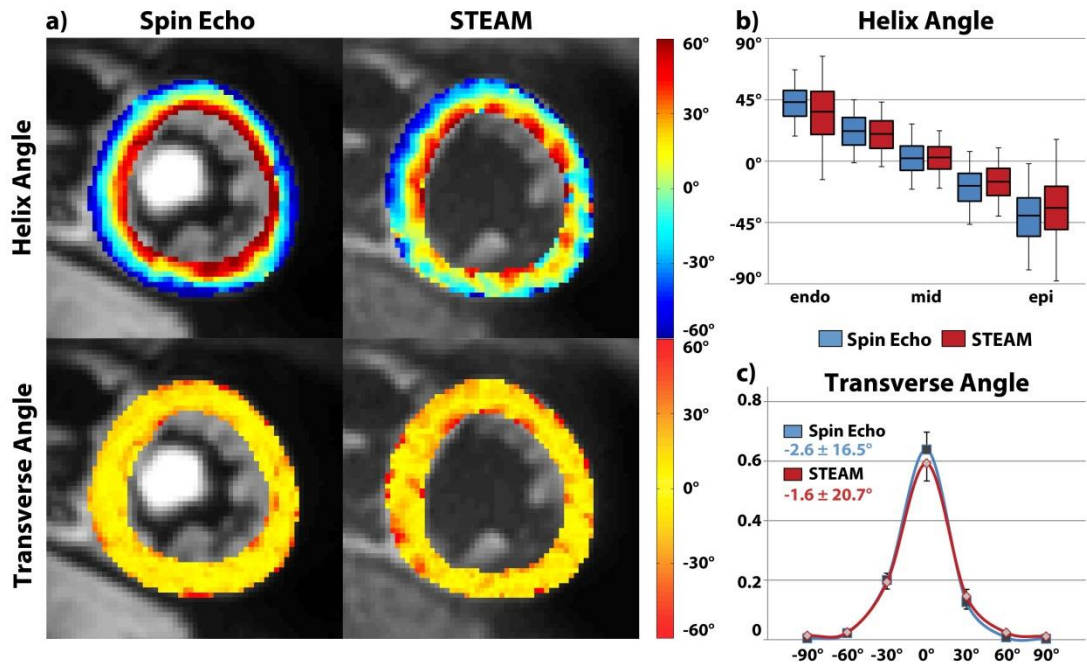 a)
Spin Echo
STEAM
Helix Angle
Transverse Angle
60°
30°
0°
-30°
-60°
60°
30°
0°
-30°
-60°
b)
Helix Angle
90°
45°
0°
-45°
-90°
endo mid epi
Spin Echo STEAM
c)
Transverse Angle
0.8
0.6
0.4
0.2
0
Spin Echo
-2.6 ± 16.5°
STEAM
-1.6 ± 20.7°
-90° -60° -30° 0° 30° 60° 90°